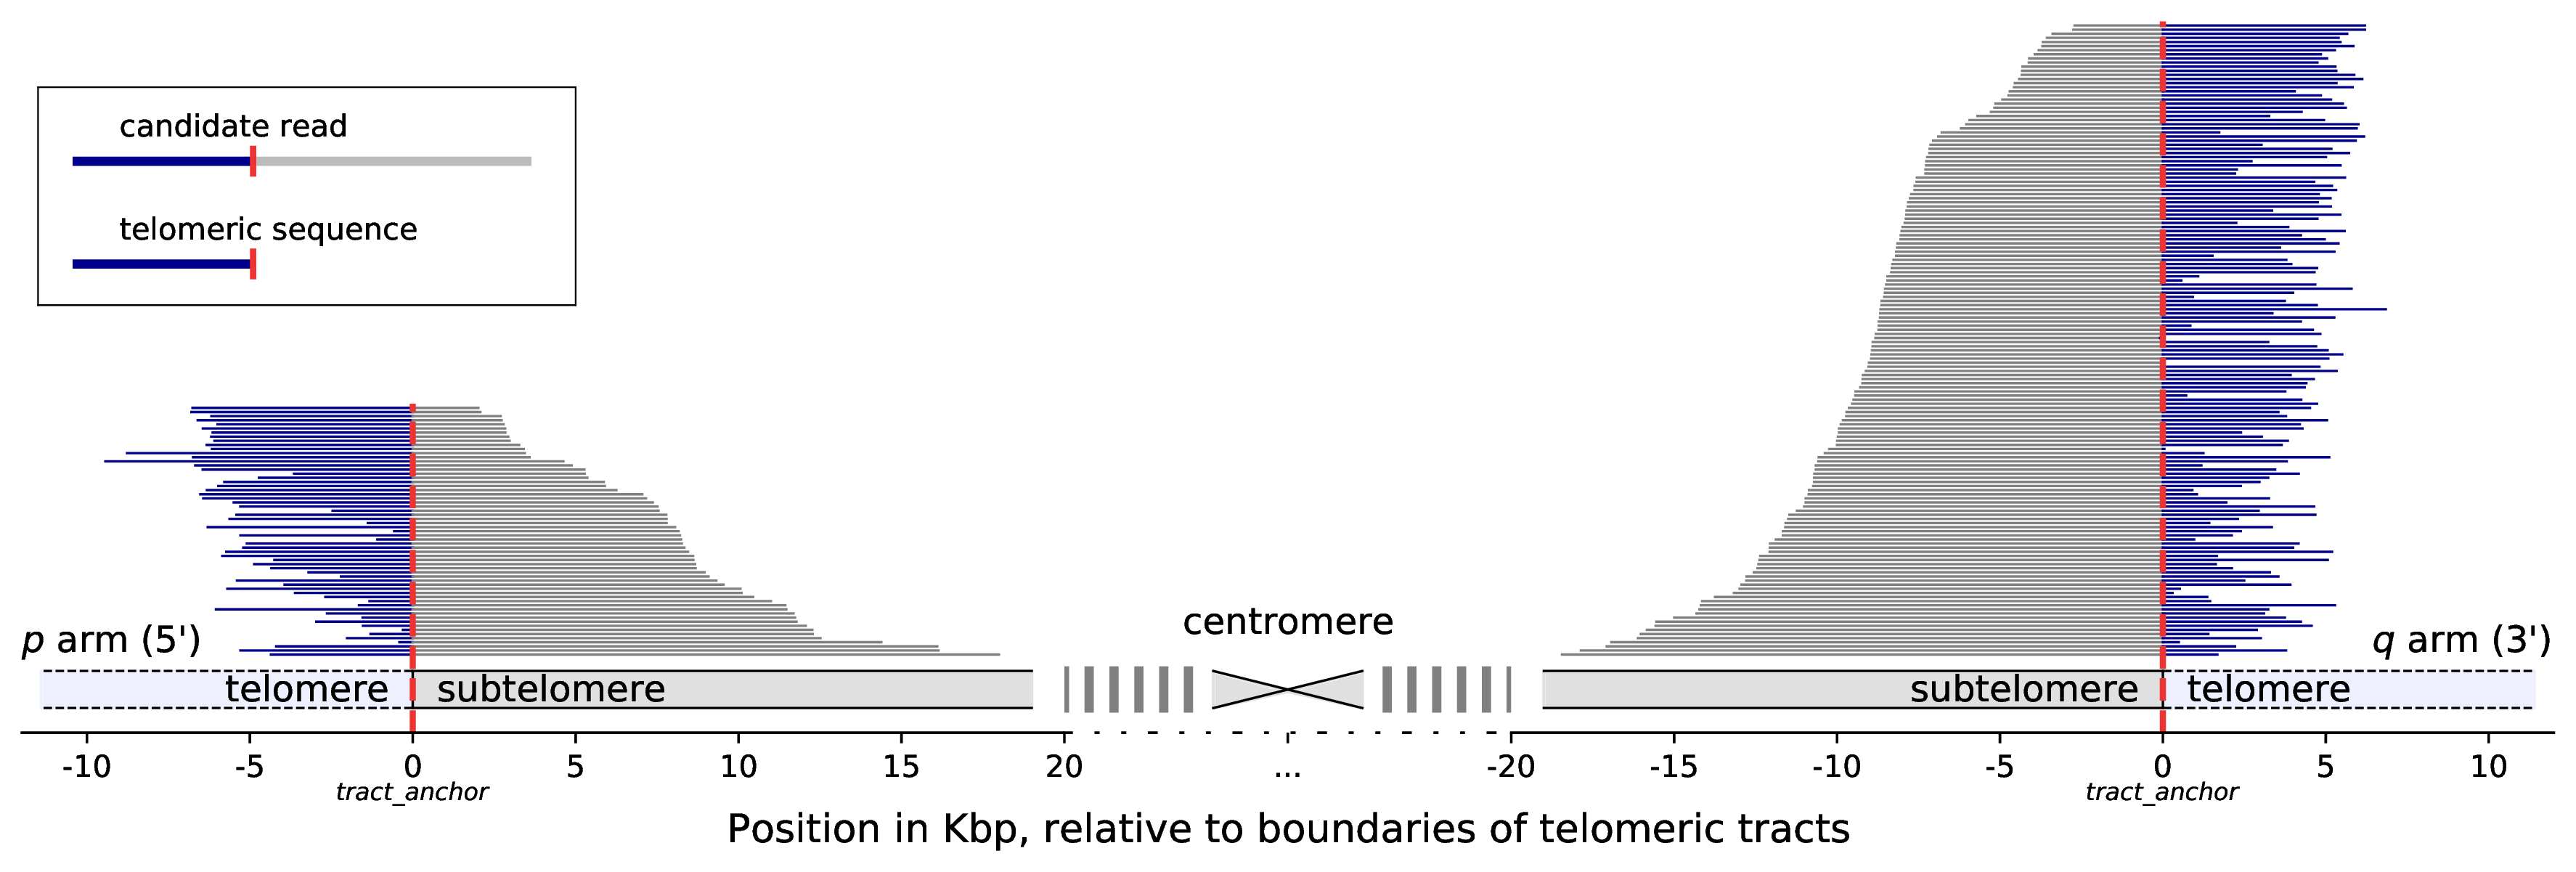 candidate read
telomeric sequence
centromere
p arm (5')
q arm (3')
telomere
subtelomere
subtelomere
telomere
-10 -5 0 5 10 15 20 ... -20 -15 -10 -5 0 5 10
tract_anchor
tract_anchor
Position in Kbp, relative to boundaries of telomeric tracts